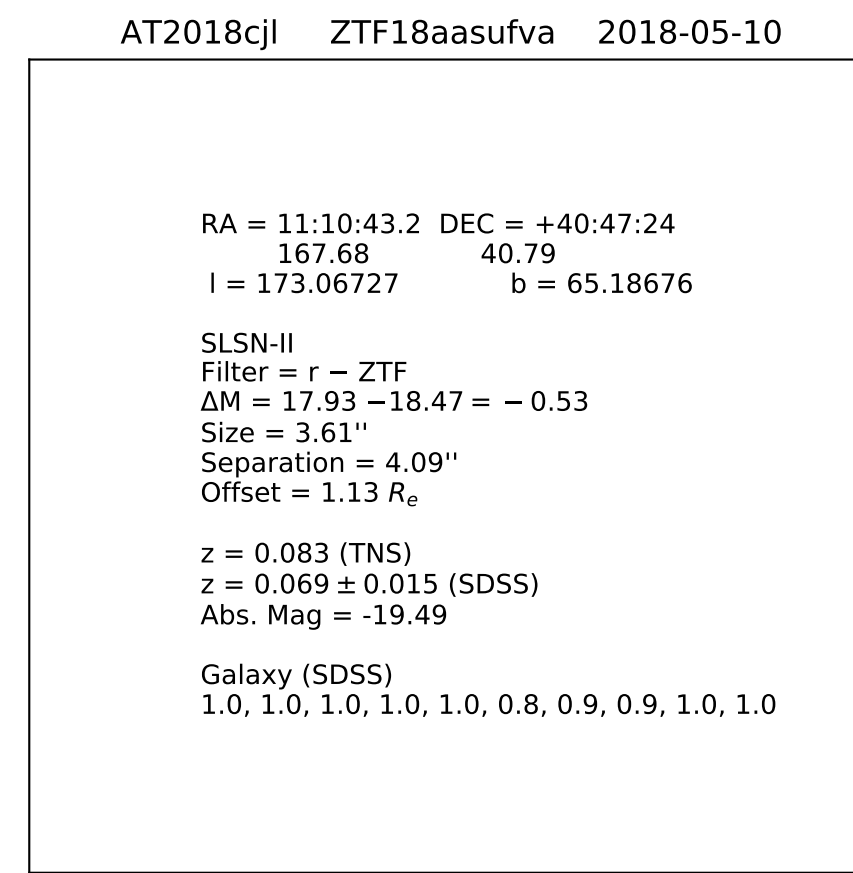 AT2018cjl ZTF18aasufva 2018-05-10
RA = 11:10:43.2 DEC = +40:47:24
167.68 40.79
l = 173.06727 b = 65.18676
SLSN-II
Filter = r − ZTF
ΔM = 17.93 −18.47 = − 0.53
Size = 3.61''
Separation = 4.09''
Offset = 1.13 Rₑ
z = 0.083 (TNS)
z = 0.069 ± 0.015 (SDSS)
Abs. Mag = -19.49
Galaxy (SDSS)
1.0, 1.0, 1.0, 1.0, 1.0, 0.8, 0.9, 0.9, 1.0, 1.0